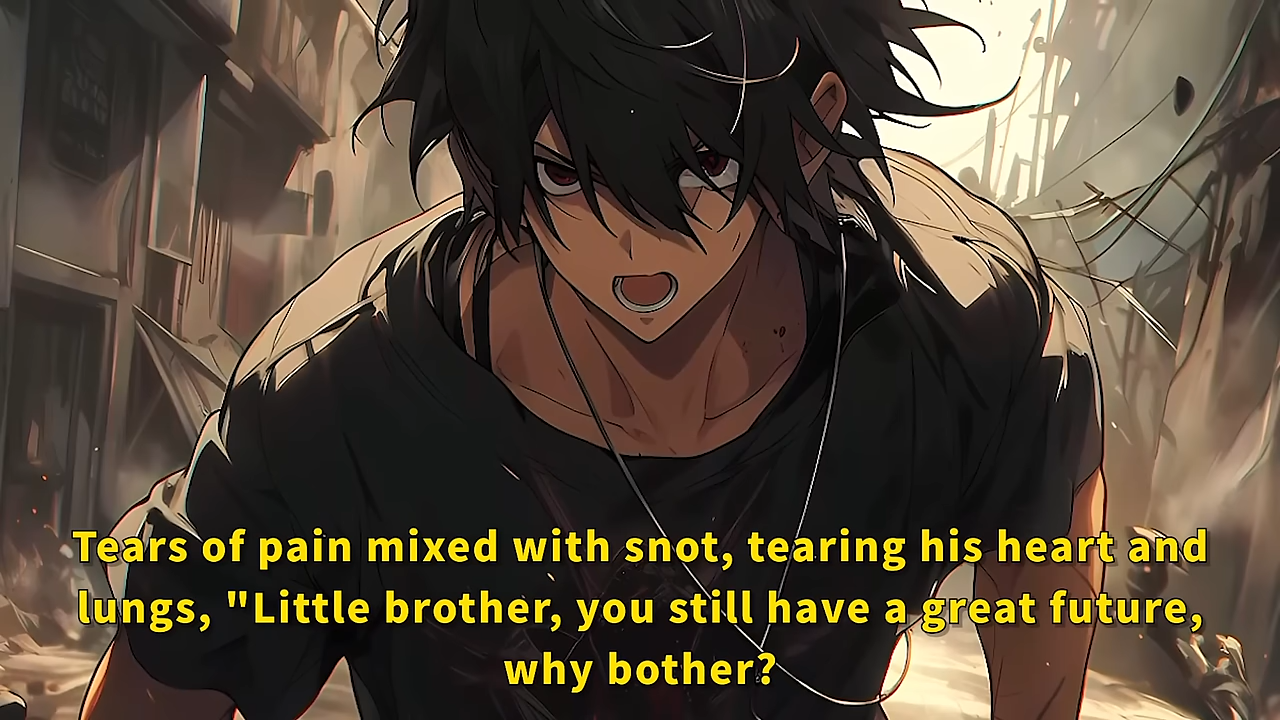 Tears of pain mixed with snot, tearing his heart and
lungs, "Little brother, you still have a great future,
why bother?